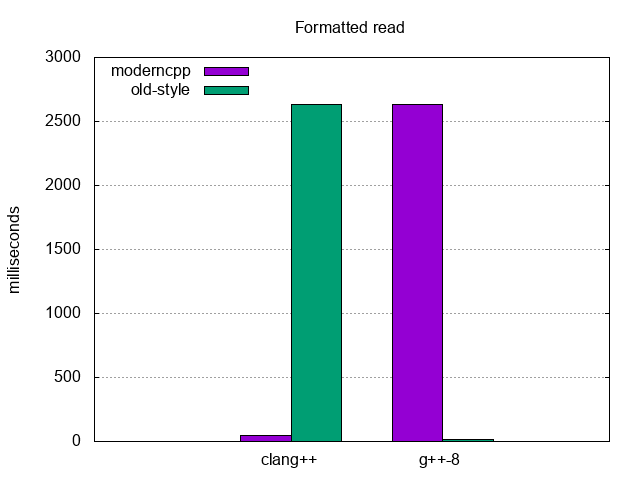 Formatted read
3000
moderncpp
old-style
2500
2000
milliseconds
1500
1000
500
0
clang++ g++-8